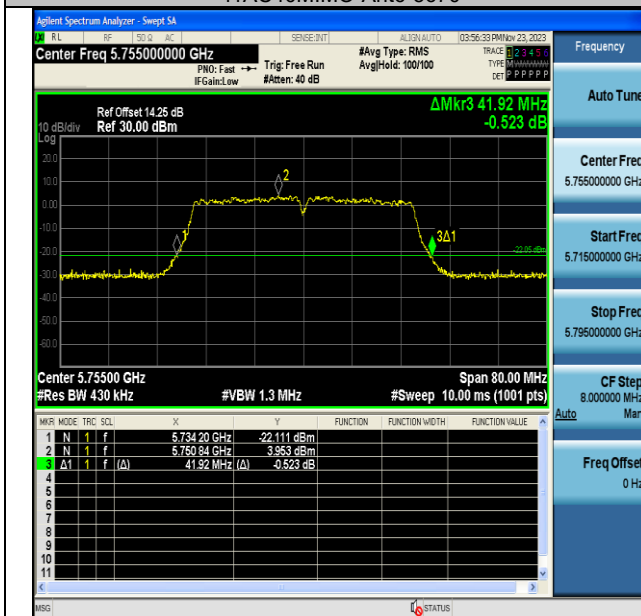 Agilent Spectrum Analyzer - Swept SA
RL RF 50 Ω AC SENSE:INT ALIGN AUTO 03:56:33 PM Nov 23, 2023
Center Freq 5.755000000 GHz
PNO: Fast
IFGain:Low
Trig: Free Run
#Atten: 40 dB
#Avg Type: RMS
Avg|Hold: 100/100
TRACE 1 2 3 4 5 6
TYPE M
DET P P P P P P
Ref Offset 14.25 dB
10 dB/div Ref 30.00 dBm
Log
ΔMkr3 41.92 MHz
-0.523 dB
20.0
10.0
0.00
-10.0
-20.0
-30.0
-40.0
-50.0
-60.0
1
2
3Δ1
-22.05 dBm
Center 5.75500 GHz Span 80.00 MHz
#Res BW 430 kHz #VBW 1.3 MHz #Sweep 10.00 ms (1001 pts)
MKR MODE TRC SCL X Y FUNCTION FUNCTION WIDTH FUNCTION VALUE
1 N 1 f 5.734 20 GHz -22.111 dBm
2 N 1 f 5.750 84 GHz 3.953 dBm
3 Δ1 1 f (Δ) 41.92 MHz (Δ) -0.523 dB
4
5
6
7
8
9
10
11
MSG STATUS
Frequency
Auto Tune
Center Freq
5.755000000 GHz
Start Freq
5.715000000 GHz
Stop Freq
5.795000000 GHz
CF Step
8.000000 MHz
Auto Man
Freq Offset
0 Hz